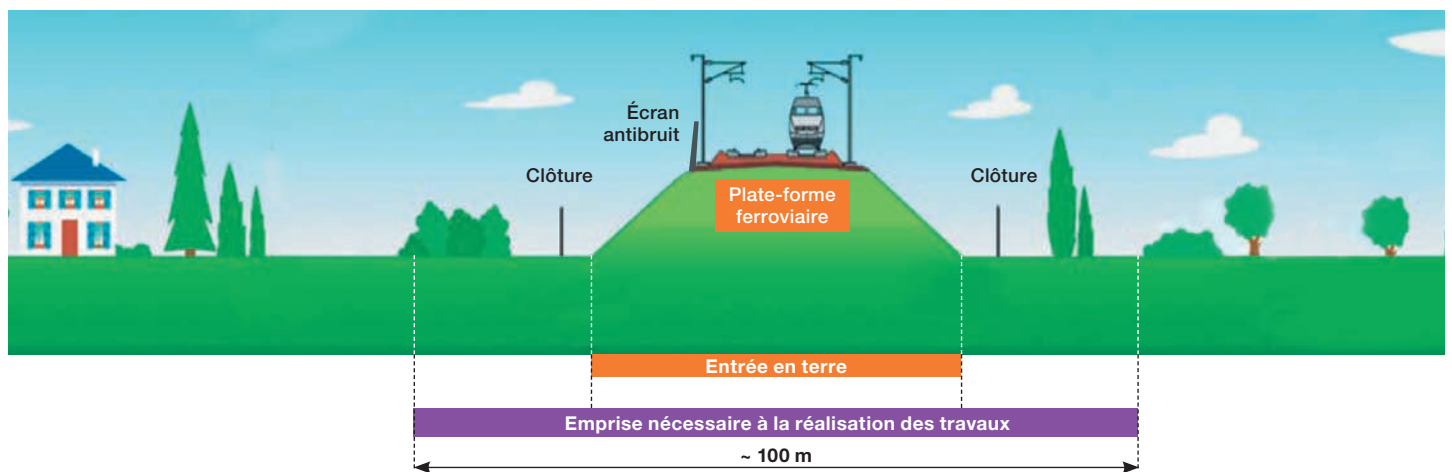 Écran
antibruit
Clôture
Clôture
Plate-forme
ferroviaire
Entrée en terre
Emprise nécessaire à la réalisation des travaux
~ 100 m